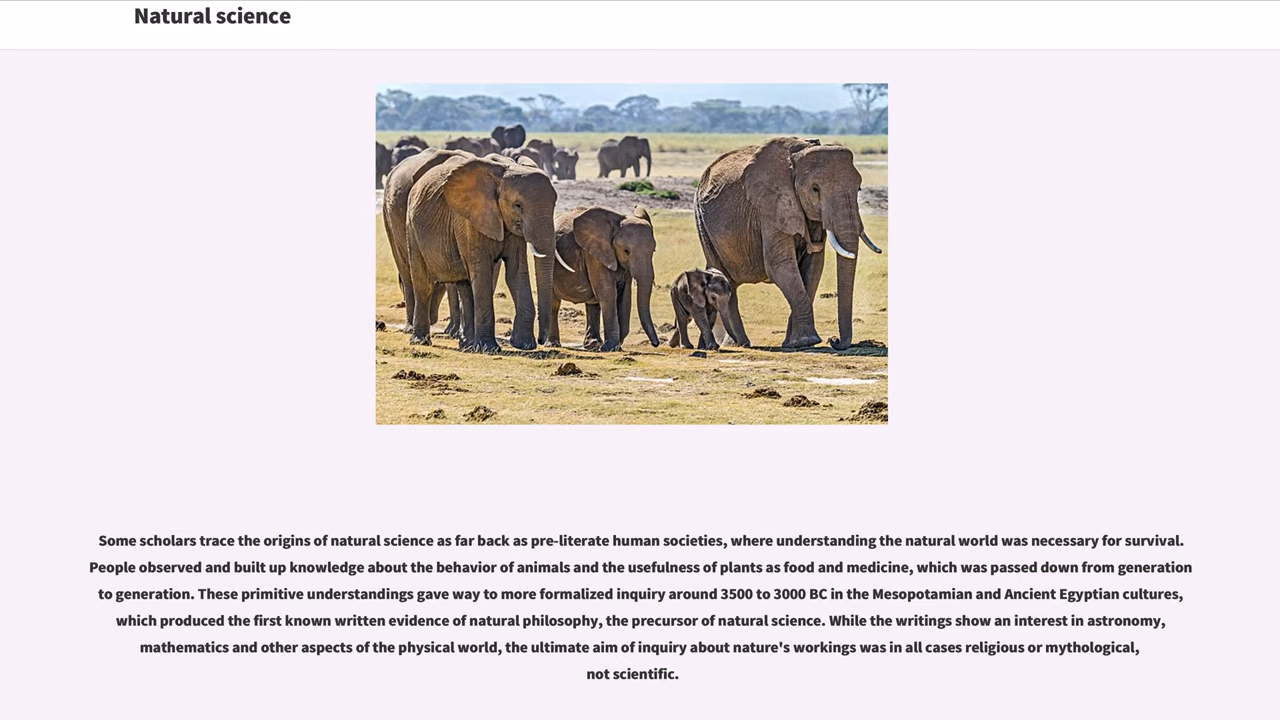 Natural science
Some scholars trace the origins of natural science as far back as pre-literate human societies, where understanding the natural world was necessary for survival.
People observed and built up knowledge about the behavior of animals and the usefulness of plants as food and medicine, which was passed down from generation
to generation. These primitive understandings gave way to more formalized inquiry around 3500 to 3000 BC in the Mesopotamian and Ancient Egyptian cultures,
which produced the first known written evidence of natural philosophy, the precursor of natural science. While the writings show an interest in astronomy,
mathematics and other aspects of the physical world, the ultimate aim of inquiry about nature's workings was in all cases religious or mythological,
not scientific.